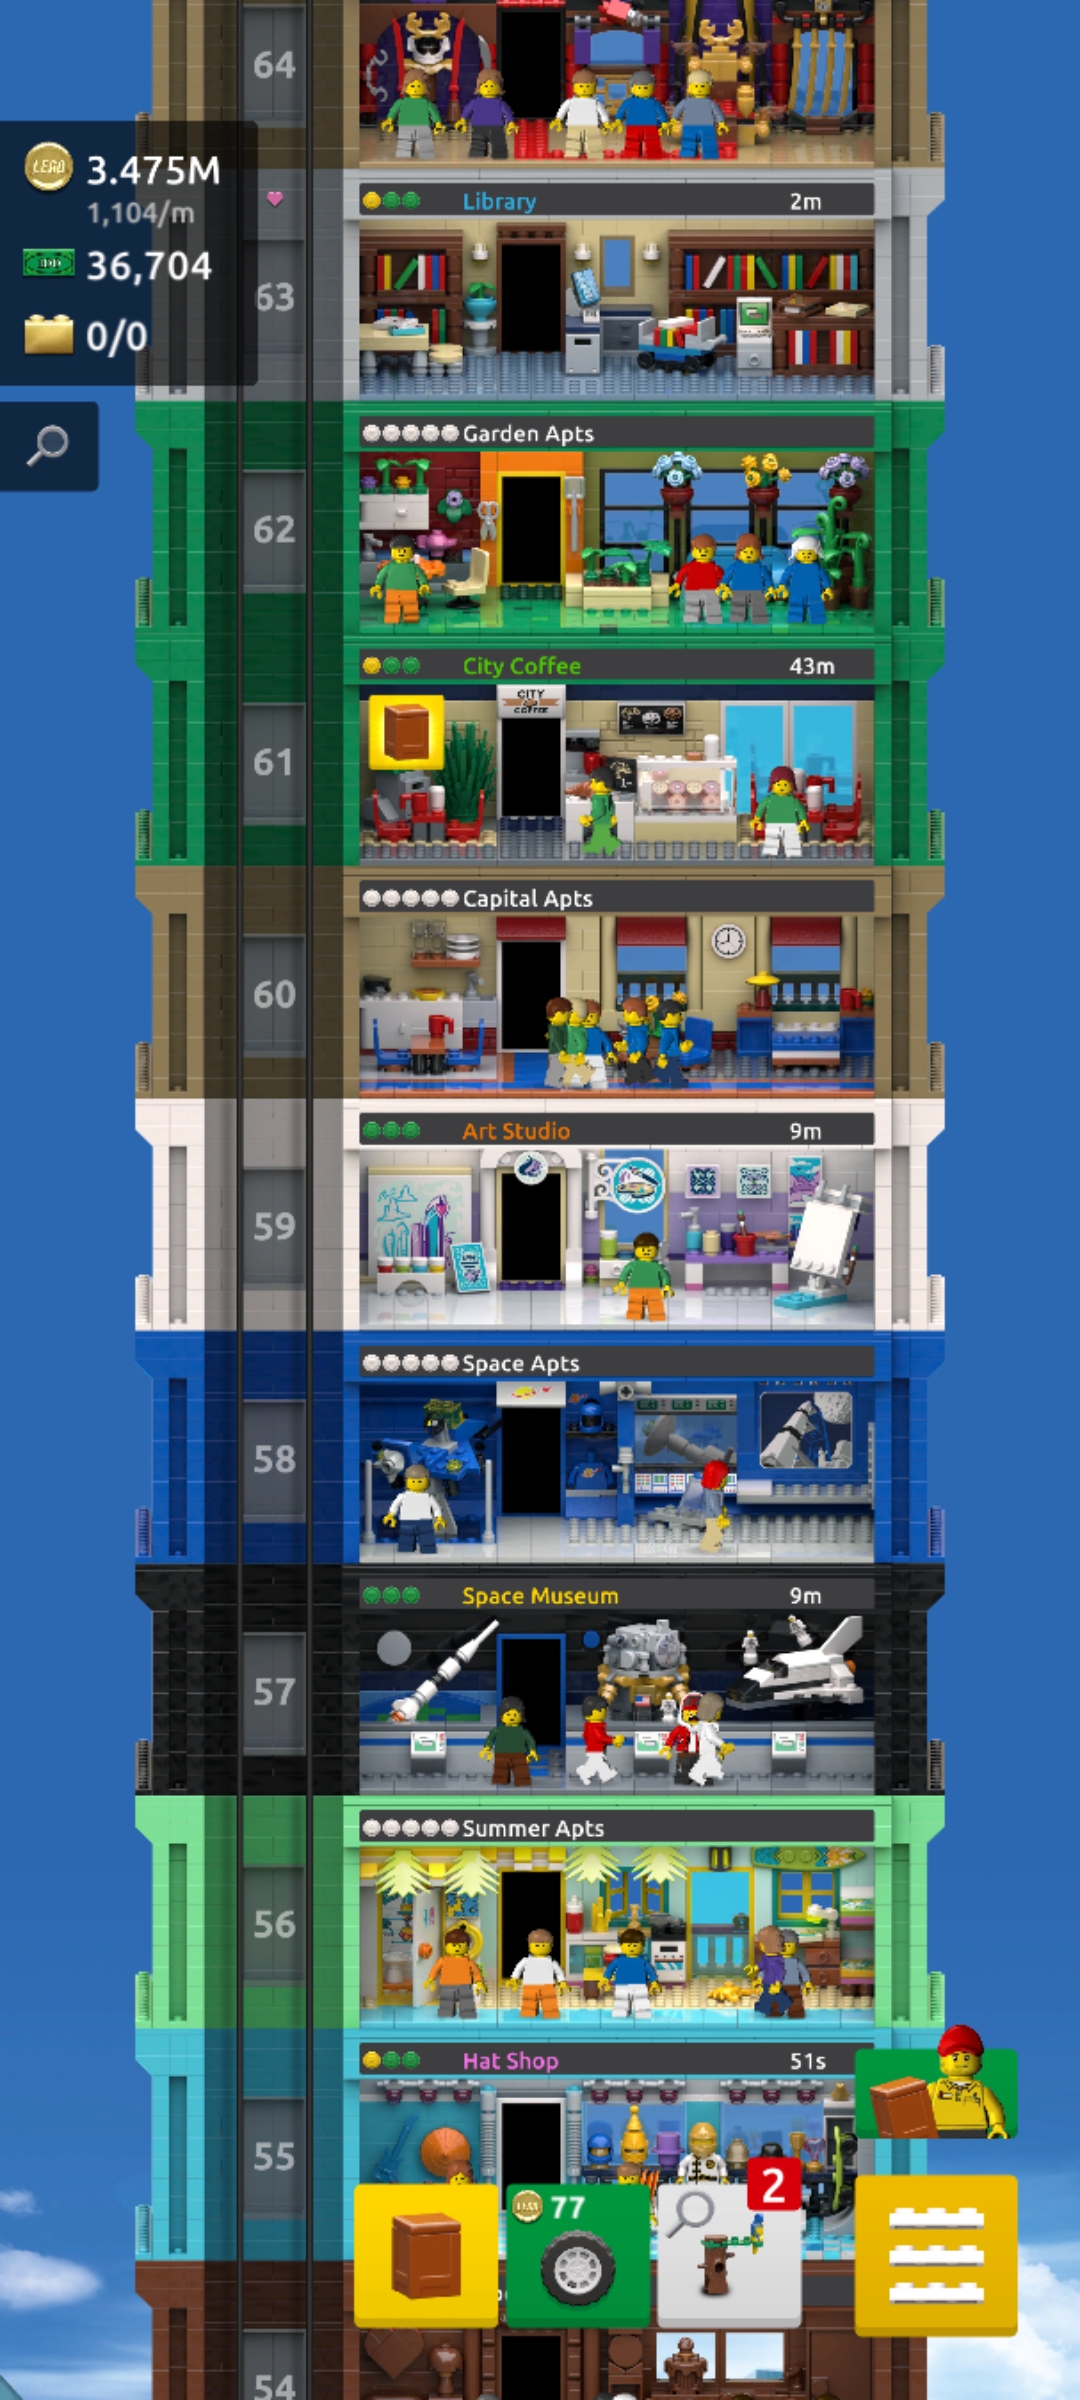 64
LEGO
3.475M
1,104/m
36,704
0/0
Library 2m
63
Garden Apts
62
City Coffee 43m
CITY
COFFEE
61
Capital Apts
60
Art Studio 9m
59
Space Apts
58
Space Museum 9m
57
Summer Apts
56
Hat Shop 51s
55
77
2
54